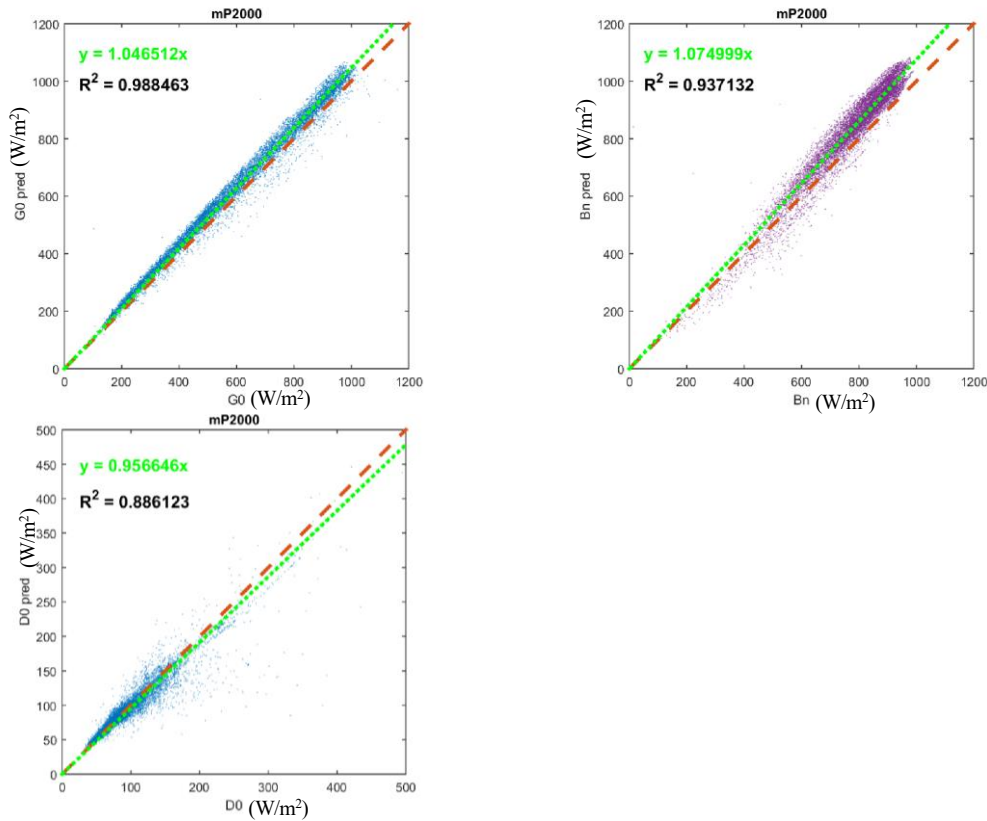 mP2000
y = 1.046512x
R² = 0.988463
G0 pred (W/m²)
1200
1000
800
600
400
200
0
0 200 400 600 800 1000 1200
G0 (W/m²)
mP2000
y = 1.074999x
R² = 0.937132
Bn pred (W/m²)
1200
1000
800
600
400
200
0
0 200 400 600 800 1000 1200
Bn (W/m²)
mP2000
y = 0.956646x
R² = 0.886123
D0 pred (W/m²)
500
450
400
350
300
250
200
150
100
50
0
0 100 200 300 400 500
D0 (W/m²)